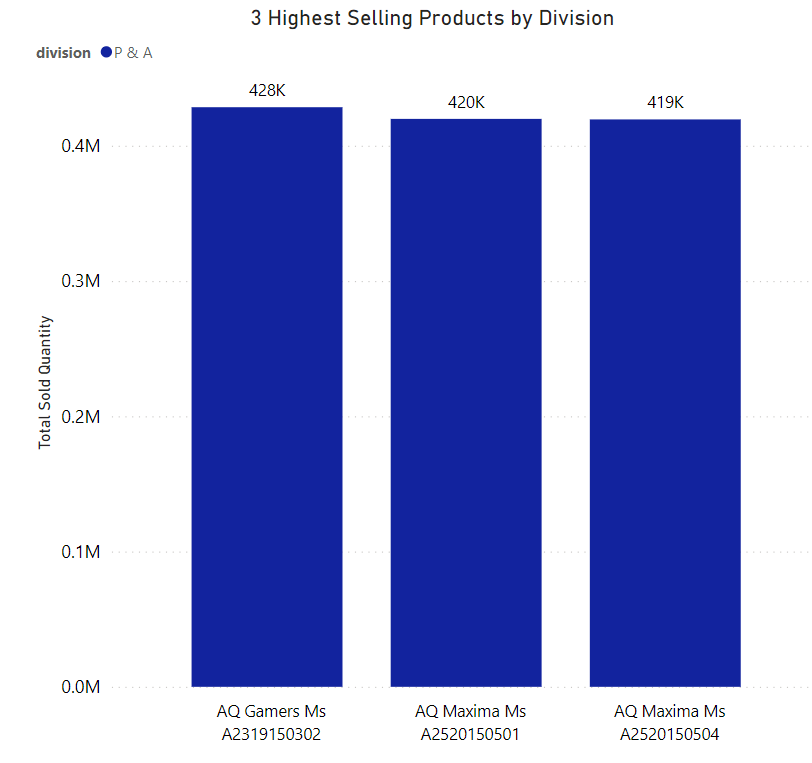 3 Highest Selling Products by Division
division P & A
428K
420K
419K
0.4M
0.3M
0.2M
0.1M
0.0M
Total Sold Quantity
AQ Gamers Ms
A2319150302
AQ Maxima Ms
A2520150501
AQ Maxima Ms
A2520150504